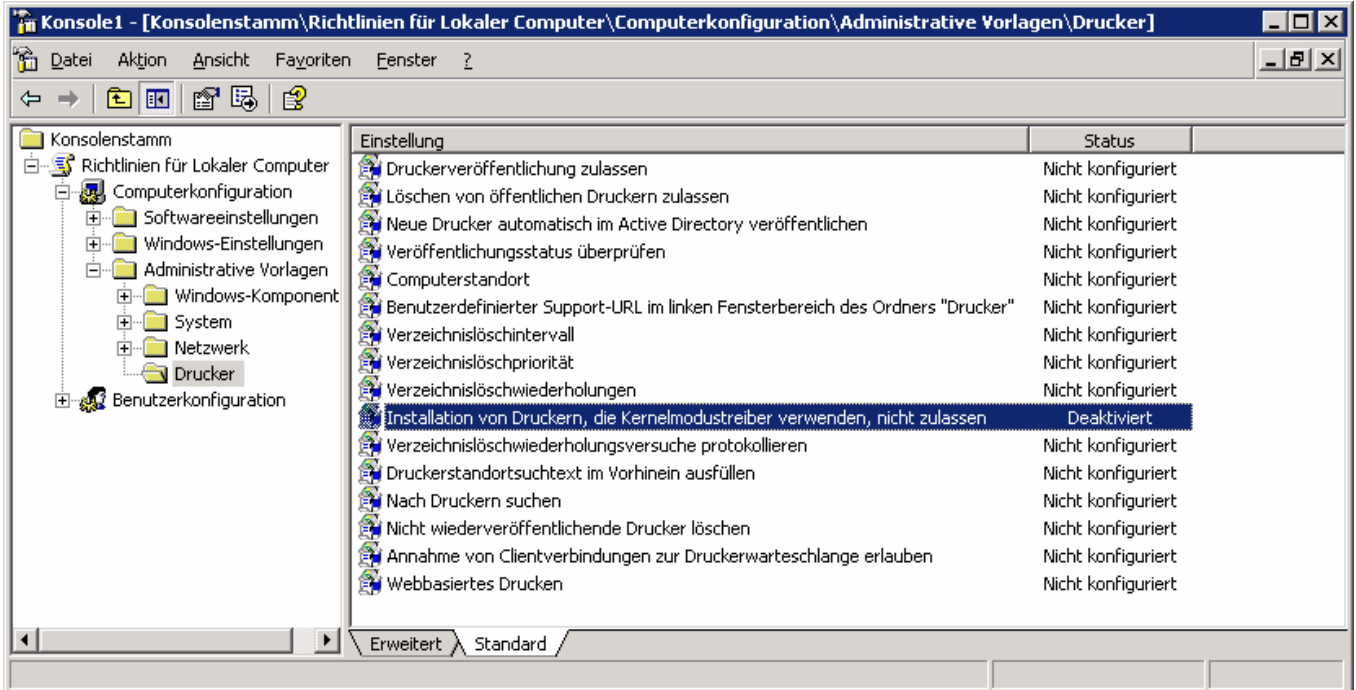 Konsole1 - [Konsolenstamm\Richtlinien für Lokaler Computer\Computerkonfiguration\Administrative Vorlagen\Drucker]
Datei Aktion Ansicht Favoriten Fenster ?
Konsolenstamm
Richtlinien für Lokaler Computer
Computerkonfiguration
Softwareeinstellungen
Windows-Einstellungen
Administrative Vorlagen
Windows-Komponent
System
Netzwerk
Drucker
Benutzerkonfiguration
Einstellung Status
Druckerveröffentlichung zulassen Nicht konfiguriert
Löschen von öffentlichen Druckern zulassen Nicht konfiguriert
Neue Drucker automatisch im Active Directory veröffentlichen Nicht konfiguriert
Veröffentlichungsstatus überprüfen Nicht konfiguriert
Computerstandort Nicht konfiguriert
Benutzerdefinierter Support-URL im linken Fensterbereich des Ordners "Drucker" Nicht konfiguriert
Verzeichnislöschintervall Nicht konfiguriert
Verzeichnislöschpriorität Nicht konfiguriert
Verzeichnislöschwiederholungen Nicht konfiguriert
Installation von Druckern, die Kernelmodustreiber verwenden, nicht zulassen Deaktiviert
Verzeichnislöschwiederholungsversuche protokollieren Nicht konfiguriert
Druckerstandortsuchtext im Vorhinein ausfüllen Nicht konfiguriert
Nach Druckern suchen Nicht konfiguriert
Nicht wiederveröffentlichende Drucker löschen Nicht konfiguriert
Annahme von Clientverbindungen zur Druckerwarteschlange erlauben Nicht konfiguriert
Webbasiertes Drucken Nicht konfiguriert
Erweitert Standard